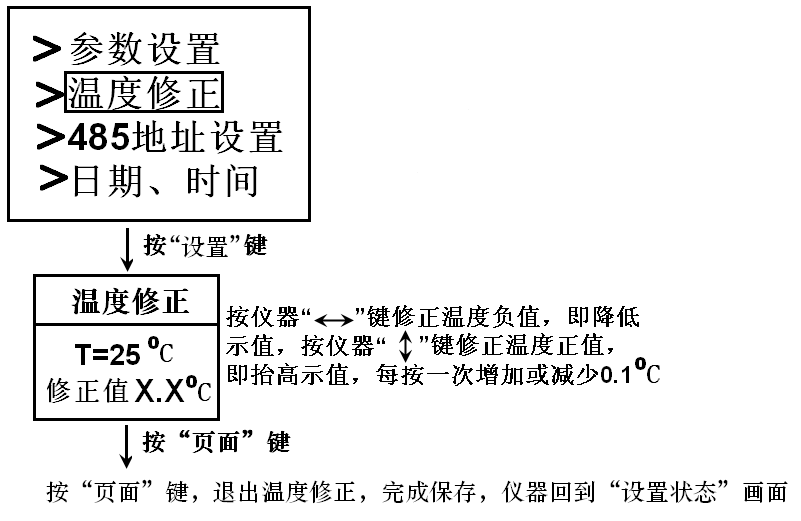 >参数设置
>温度修正
>485地址设置
>日期、时间
按“设置”键
温度修正
T=25 ⁰C
修正值 X.X⁰C
按仪器“↔”键修正温度负值，即降低
示值，按仪器“↕”键修正温度正值，
即抬高示值，每按一次增加或减少0.1⁰C
按“页面”键
按“页面”键，退出温度修正，完成保存，仪器回到“设置状态”画面